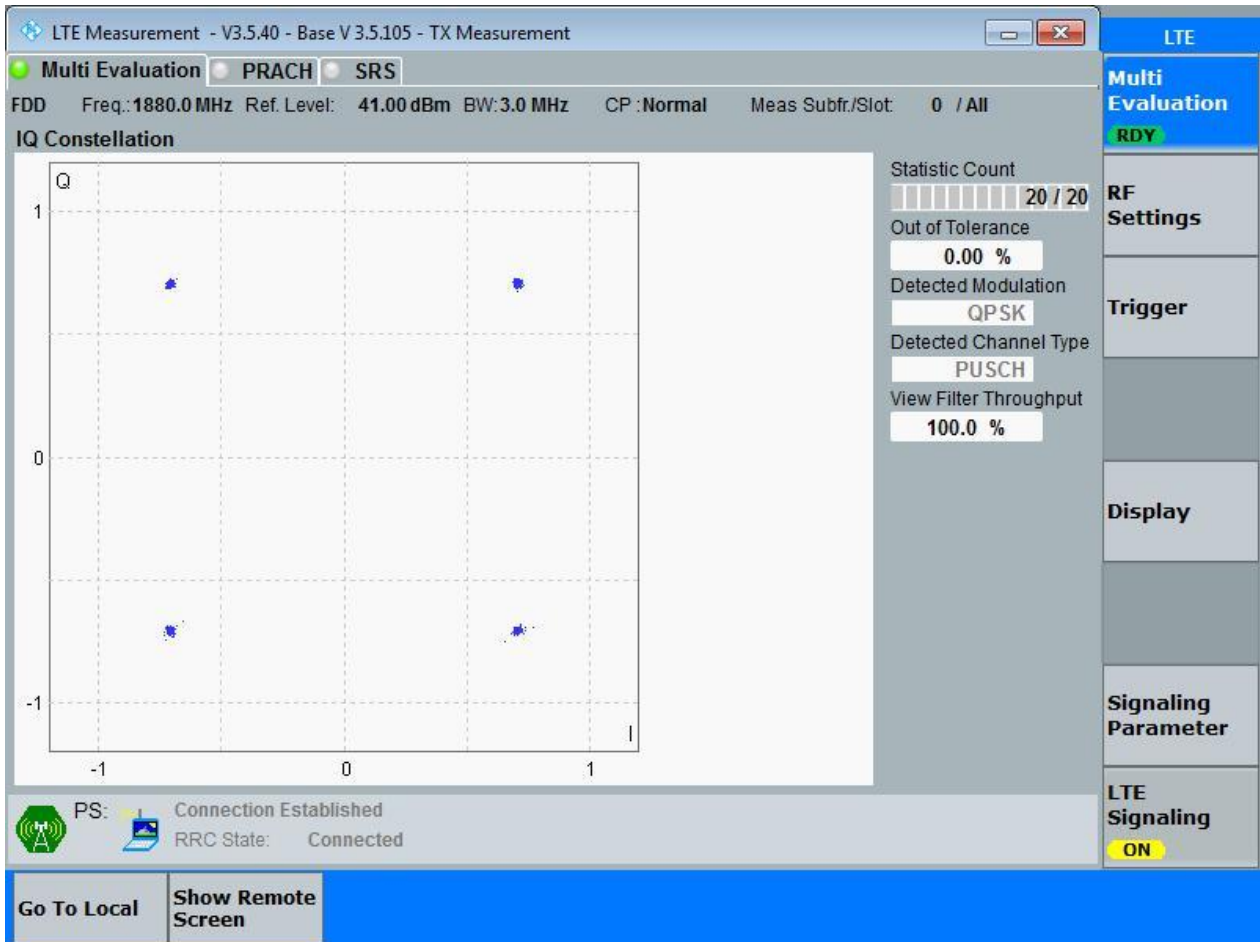 LTE Measurement - V3.5.40 - Base V 3.5.105 - TX Measurement
LTE
Multi Evaluation PRACH SRS
FDD Freq.: 1880.0 MHz Ref. Level: 41.00 dBm BW: 3.0 MHz CP : Normal Meas Subfr./Slot: 0 / All
IQ Constellation
Q
1
0
-1
I
-1 0 1
Statistic Count
20 / 20
Out of Tolerance
0.00 %
Detected Modulation
QPSK
Detected Channel Type
PUSCH
View Filter Throughput
100.0 %
Multi
Evaluation
RDY
RF
Settings
Trigger
Display
Signaling
Parameter
LTE
Signaling
ON
PS: Connection Established
RRC State: Connected
Go To Local
Show Remote
Screen